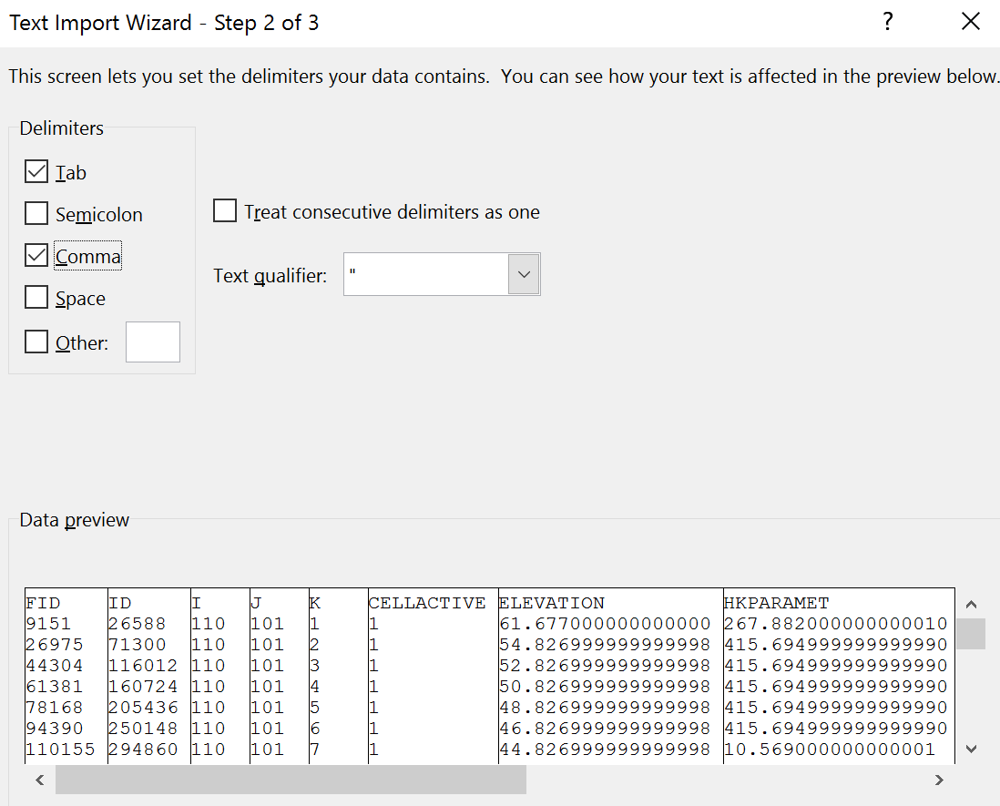 Text Import Wizard - Step 2 of 3 ?
This screen lets you set the delimiters your data contains.  You can see how your text is affected in the preview below.
Delimiters
Tab
Semicolon
Treat consecutive delimiters as one
Comma
Text qualifier: "
Space
Other:
Data preview
FID ID I J K CELLACTIVE ELEVATION HKPARAMET
9151 26588 110 101 1 1 61.677000000000000 267.882000000000010
26975 71300 110 101 2 1 54.826999999999998 415.694999999999990
44304 116012 110 101 3 1 52.826999999999998 415.694999999999990
61381 160724 110 101 4 1 50.826999999999998 415.694999999999990
78168 205436 110 101 5 1 48.826999999999998 415.694999999999990
94390 250148 110 101 6 1 46.826999999999998 415.694999999999990
110155 294860 110 101 7 1 44.826999999999998 10.569000000000001